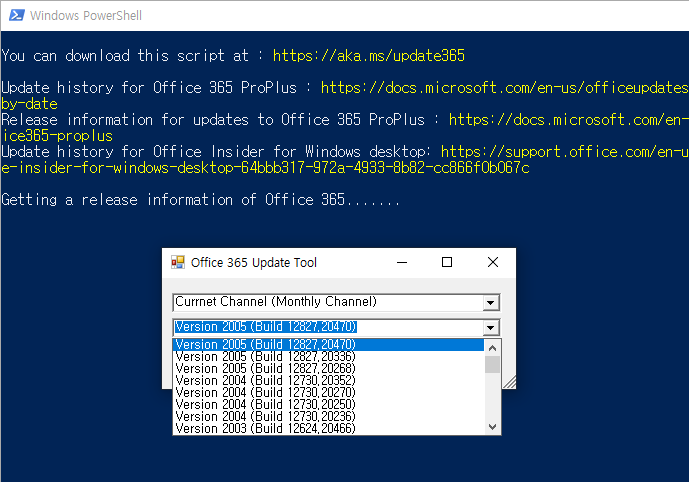 Windows PowerShell
You can download this script at : https://aka.ms/update365
Update history for Office 365 ProPlus : https://docs.microsoft.com/en-us/officeupdates
by-date
Release information for updates to Office 365 ProPlus : https://docs.microsoft.com/en-
ice365-proplus
Update history for Office Insider for Windows desktop: https://support.office.com/en-u
e-insider-for-windows-desktop-64bbb317-972a-4933-8b82-cc866f0b067c
Getting a release information of Office 365.......
Office 365 Update Tool
Currnet Channel (Monthly Channel)
Version 2005 (Build 12827.20470)
Version 2005 (Build 12827.20470)
Version 2005 (Build 12827.20336)
Version 2005 (Build 12827.20268)
Version 2004 (Build 12730.20352)
Version 2004 (Build 12730.20270)
Version 2004 (Build 12730.20250)
Version 2004 (Build 12730.20236)
Version 2003 (Build 12624.20466)